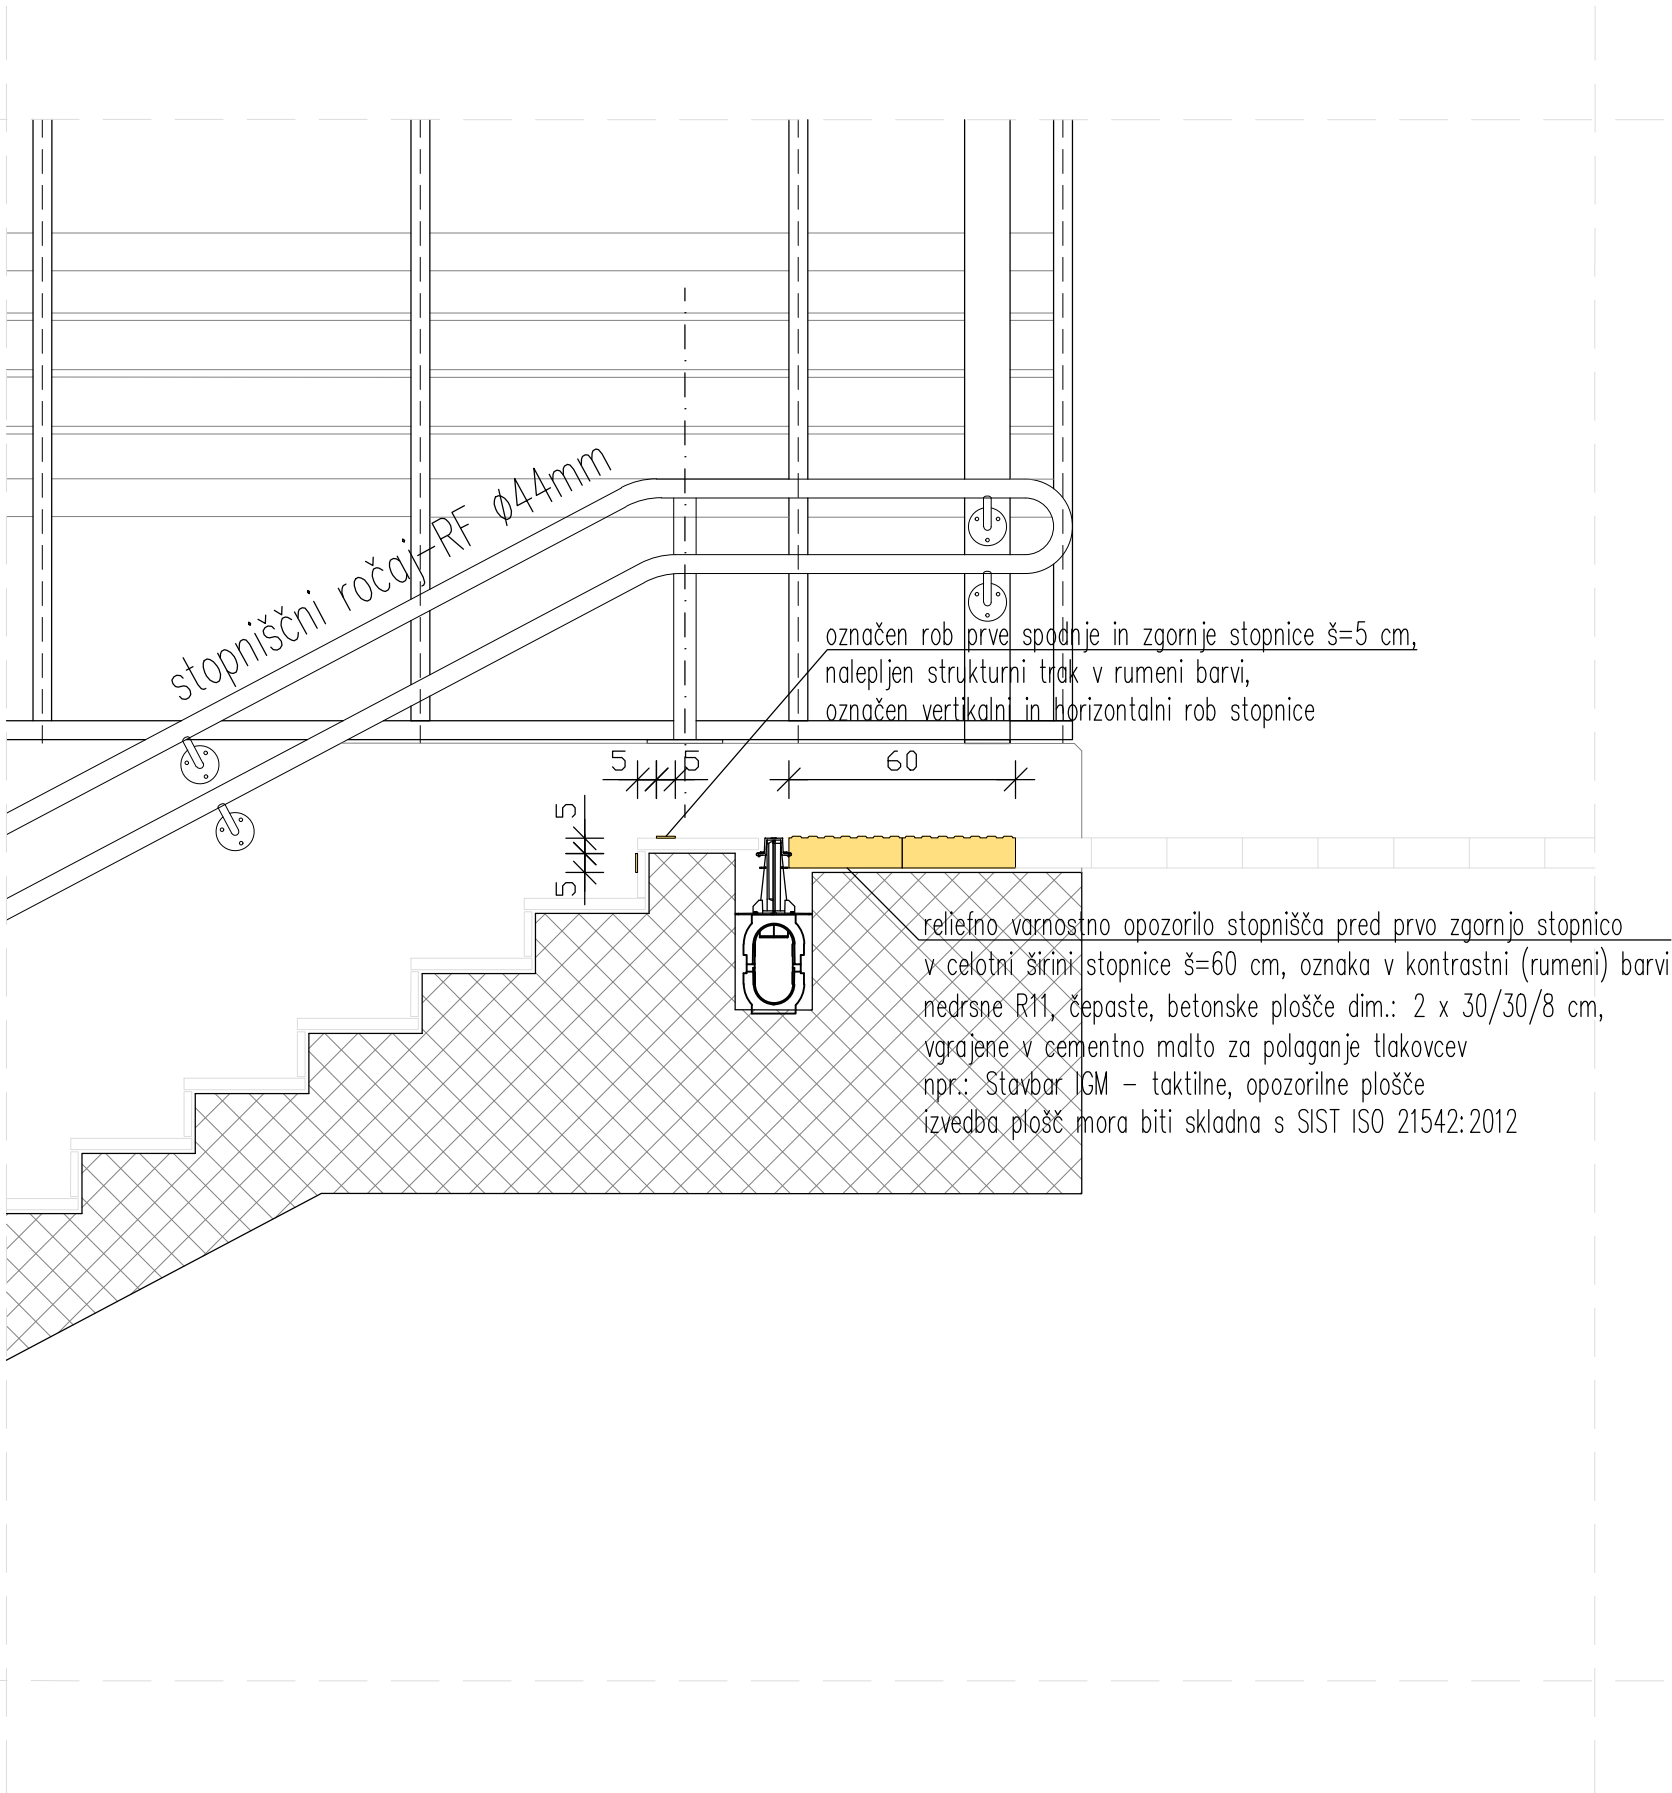 stopniščni ročaj-RF ϕ44mm
označen rob prve spodnje in zgornje stopnice š=5 cm,
nalepljen strukturni trak v rumeni barvi,
označen vertikalni in horizontalni rob stopnice
5 5 60
5
5
reliefno varnostno opozorilo stopnišča pred prvo zgornjo stopnico
v celotni širini stopnice š=60 cm, oznaka v kontrastni (rumeni) barvi
nedrsne R11, čepaste, betonske plošče dim.: 2 x 30/30/8 cm,
vgrajene v cementno malto za polaganje tlakovcev
npr.: Stavbar IGM – taktilne, opozorilne plošče
izvedba plošč mora biti skladna s SIST ISO 21542:2012